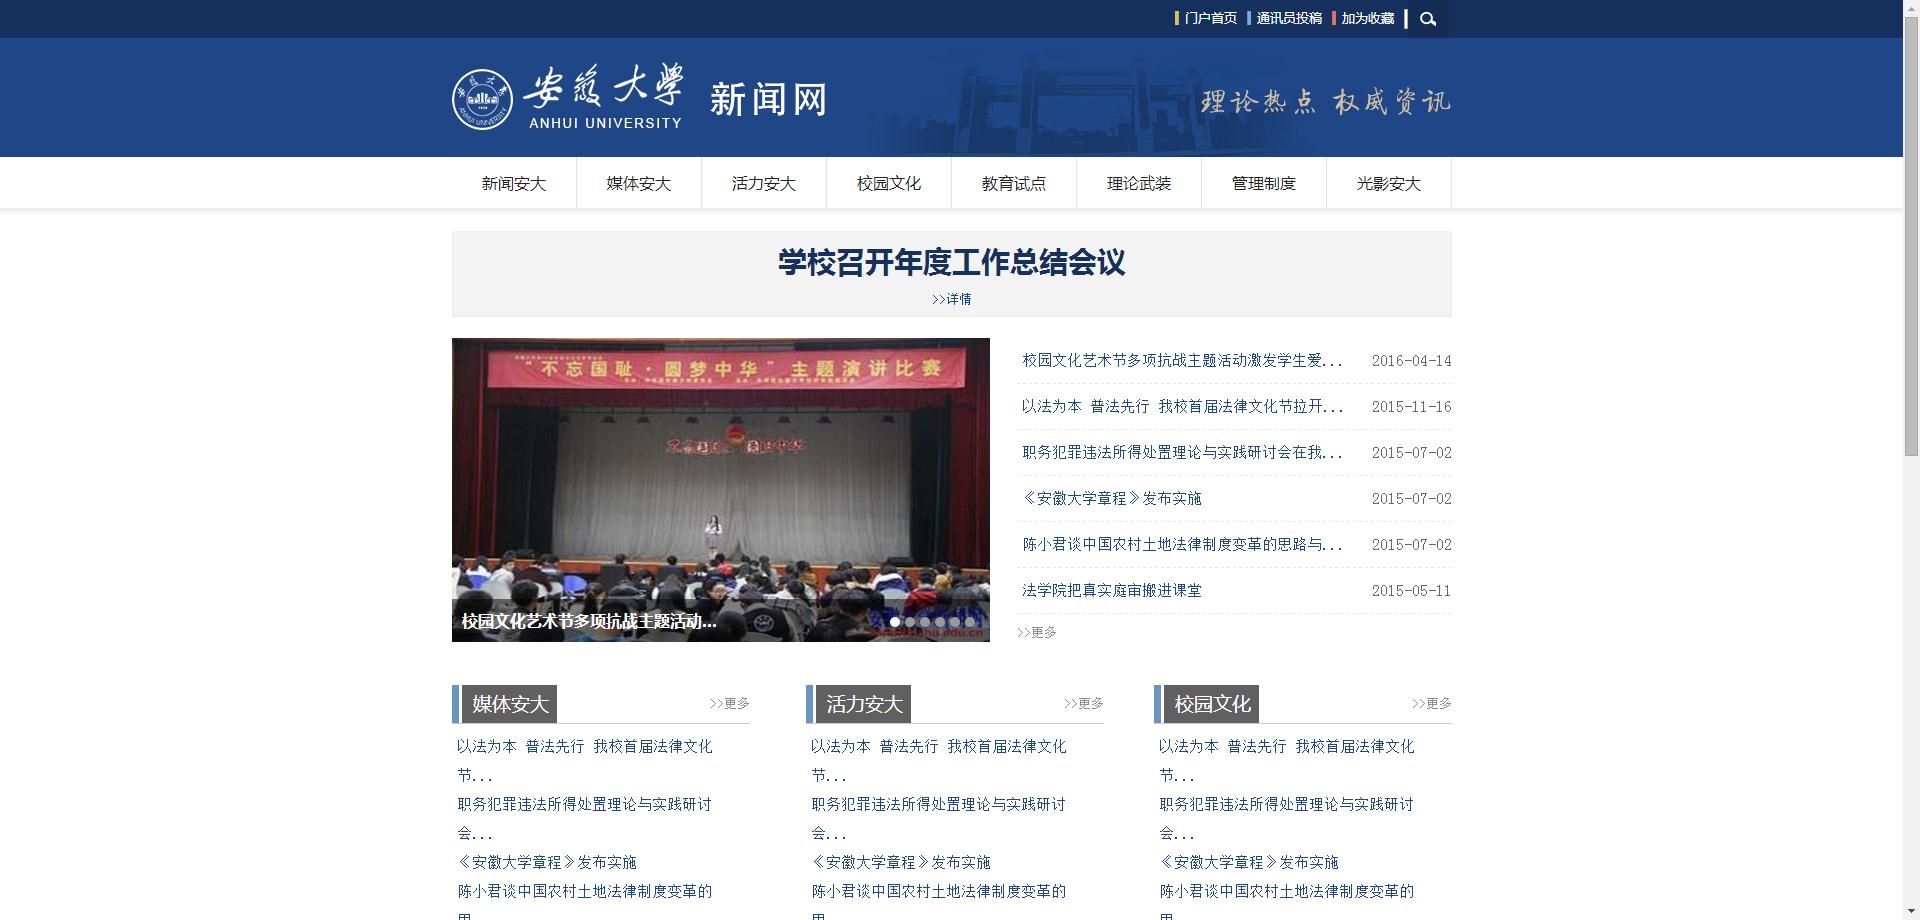 门户首页 通讯员投稿 加为收藏
安徽大学 新闻网
ANHUI UNIVERSITY
理论热点 权威资讯
新闻安大 媒体安大 活力安大 校园文化 教育试点 理论武装 管理制度 光影安大
学校召开年度工作总结会议
>>详情
“不忘国耻·圆梦中华”主题演讲比赛
校园文化艺术节多项抗战主题活动...
校园文化艺术节多项抗战主题活动激发学生爱... 2016-04-14
以法为本 普法先行 我校首届法律文化节拉开... 2015-11-16
职务犯罪违法所得处置理论与实践研讨会在我... 2015-07-02
《安徽大学章程》发布实施 2015-07-02
陈小君谈中国农村土地法律制度变革的思路与... 2015-07-02
法学院把真实庭审搬进课堂 2015-05-11
>>更多
媒体安大 >>更多
以法为本 普法先行 我校首届法律文化
节...
职务犯罪违法所得处置理论与实践研讨
会...
《安徽大学章程》发布实施
陈小君谈中国农村土地法律制度变革的
活力安大 >>更多
以法为本 普法先行 我校首届法律文化
节...
职务犯罪违法所得处置理论与实践研讨
会...
《安徽大学章程》发布实施
陈小君谈中国农村土地法律制度变革的
校园文化 >>更多
以法为本 普法先行 我校首届法律文化
节...
职务犯罪违法所得处置理论与实践研讨
会...
《安徽大学章程》发布实施
陈小君谈中国农村土地法律制度变革的